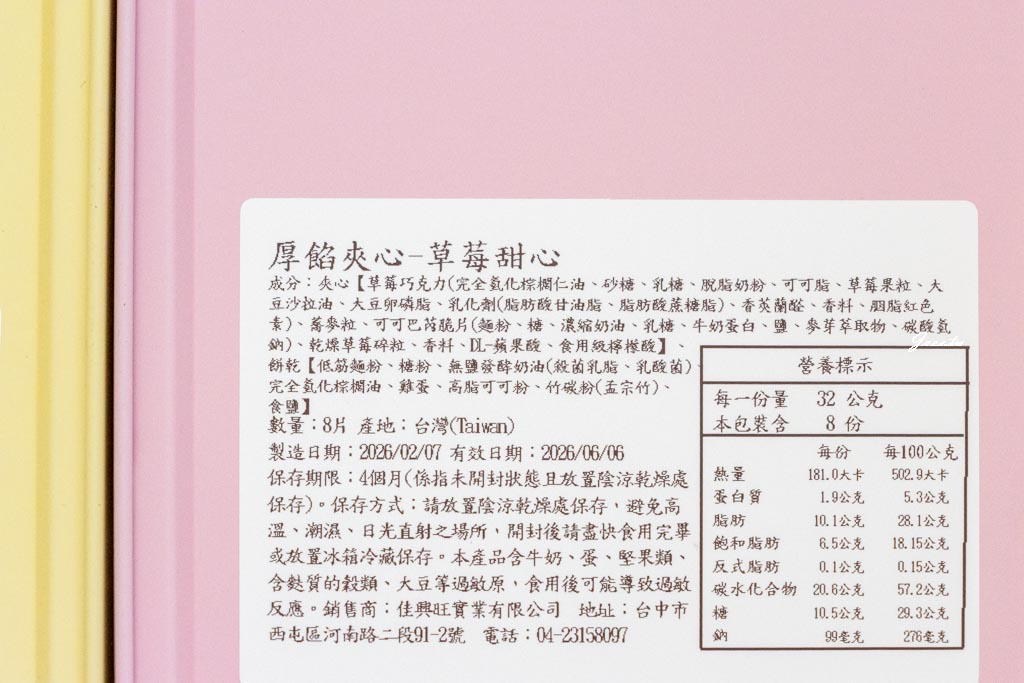 厚餡夾心-草莓甜心
成分：夾心【草莓巧克力(完全氫化棕櫚仁油、砂糖、乳糖、脫脂奶粉、可可脂、草莓果粒、大
豆沙拉油、大豆卵磷脂、乳化劑(脂肪酸甘油脂、脂肪酸蔗糖脂)、香莢蘭醛、香料、胭脂紅色
素)、蕎麥粒、可可巴芮脆片(麵粉、糖、濃縮奶油、乳糖、牛奶蛋白、鹽、麥芽萃取物、碳酸氫
鈉)、乾燥草莓碎粒、香料、DL-蘋果酸、食用級檸檬酸】、
餅乾【低筋麵粉、糖粉、無鹽發酵奶油(殺菌乳脂、乳酸菌)、
完全氫化棕櫚油、雞蛋、高脂可可粉、竹碳粉(孟宗竹)、
食鹽】
數量：8片 產地：台灣(Taiwan)
製造日期：2026/02/07 有效日期：2026/06/06
保存期限：4個月(係指未開封狀態且放置陰涼乾燥處
保存)。保存方式：請放置陰涼乾燥處保存，避免高
溫、潮濕、日光直射之場所，開封後請盡快食用完畢
或放置冰箱冷藏保存。本產品含牛奶、蛋、堅果類、
含麩質的穀類、大豆等過敏原，食用後可能導致過敏
反應。銷售商：佳興旺實業有限公司 地址：台中市
西屯區河南路二段91-2號 電話：04-23158097
營養標示
每一份量 32 公克
本包裝含 8 份
每份 每100公克
熱量 181.0大卡 502.9大卡
蛋白質 1.9公克 5.3公克
脂肪 10.1公克 28.1公克
飽和脂肪 6.5公克 18.15公克
反式脂肪 0.1公克 0.15公克
碳水化合物 20.6公克 57.2公克
糖 10.5公克 29.3公克
鈉 99毫克 276毫克